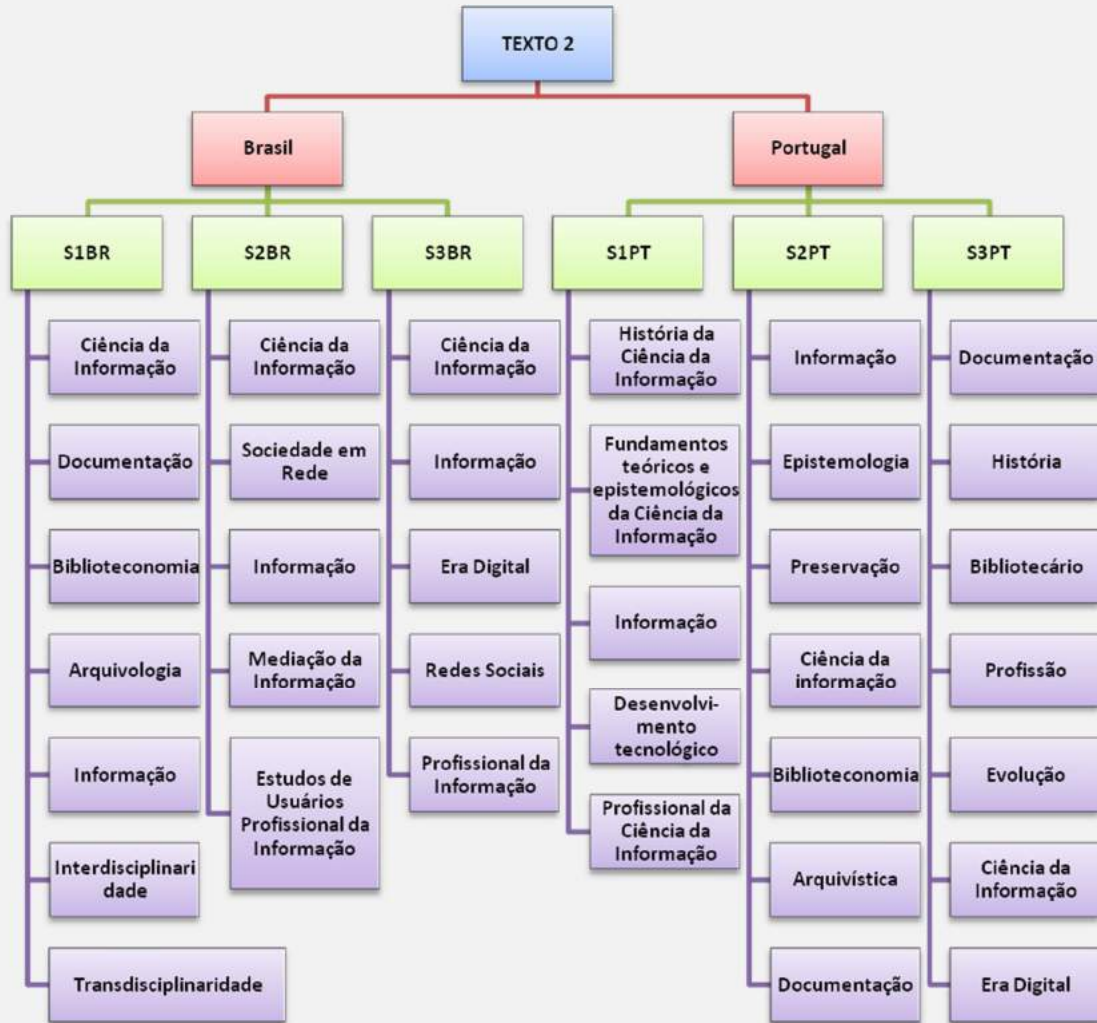 TEXTO 2
Brasil
Portugal
S1BR
S2BR
S3BR
S1PT
S2PT
S3PT
Ciência da
Informação
Documentação
Biblioteconomia
Arquivologia
Informação
Interdisciplinari
dade
Transdisciplinaridade
Ciência da
Informação
Sociedade em
Rede
Informação
Mediação da
Informação
Estudos de
Usuários
Profissional da
Informação
Ciência da
Informação
Informação
Era Digital
Redes Sociais
Profissional da
Informação
História da
Ciência da
Informação
Fundamentos
teóricos e
epistemológicos
da Ciência da
Informação
Informação
Desenvolvi-
mento
tecnológico
Profissional da
Ciência da
Informação
Informação
Epistemologia
Preservação
Ciência da
informação
Biblioteconomia
Arquivística
Documentação
Documentação
História
Bibliotecário
Profissão
Evolução
Ciência da
Informação
Era Digital